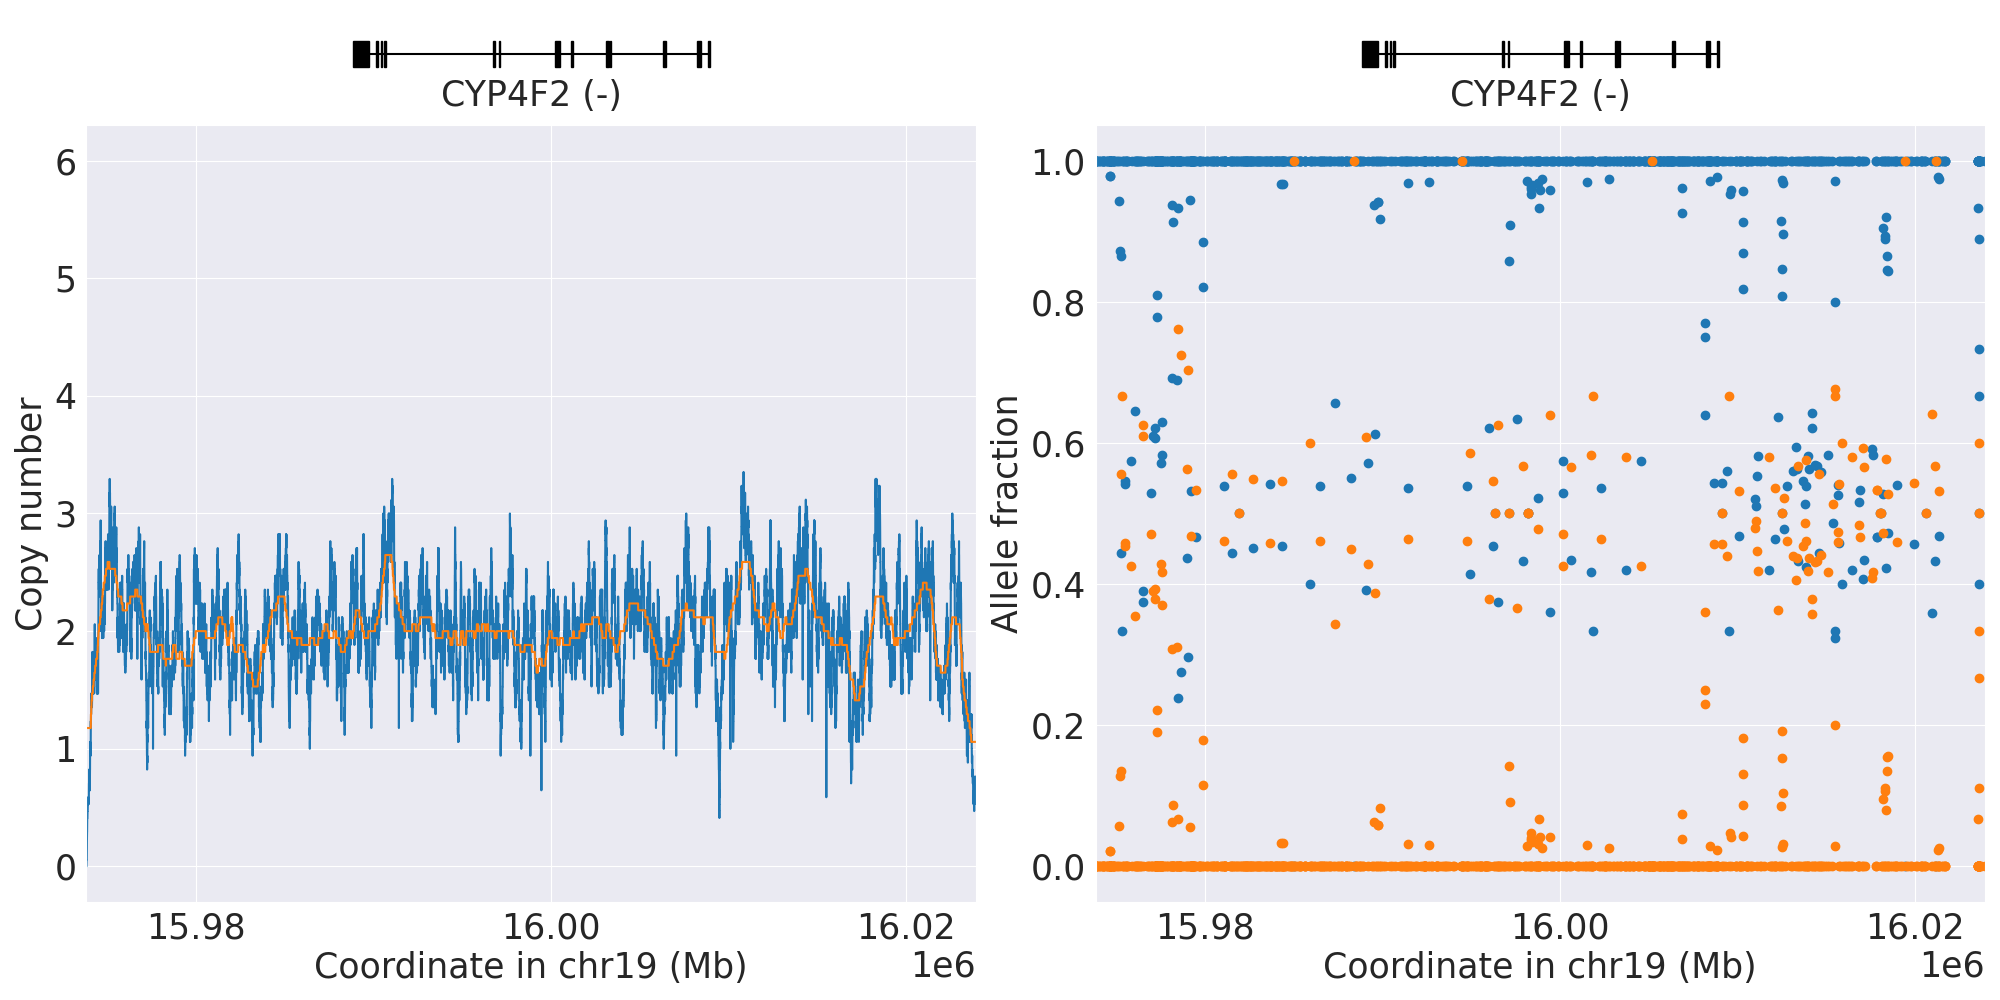 CYP4F2 (-)
6
5
4
3
2
1
0
Copy number
15.98
16.00
16.02
Coordinate in chr19 (Mb)
1e6
CYP4F2 (-)
1.0
0.8
0.6
0.4
0.2
0.0
Allele fraction
15.98
16.00
16.02
Coordinate in chr19 (Mb)
1e6